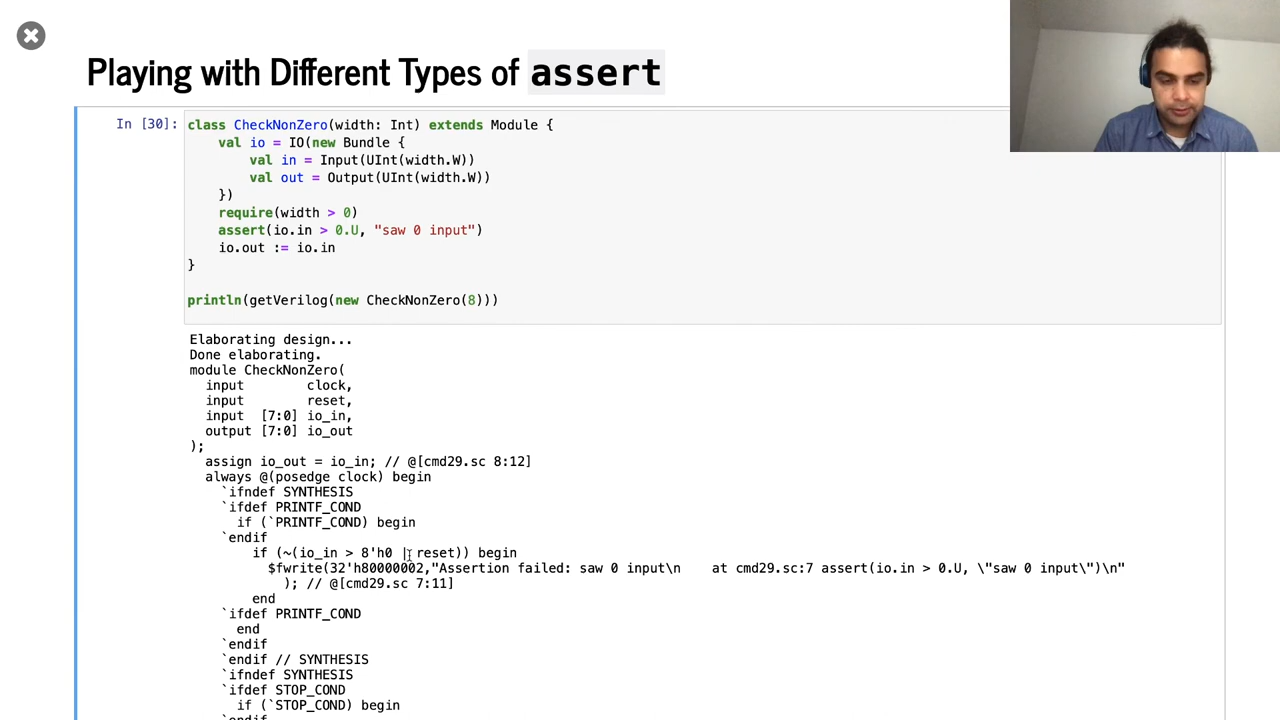 Playing with Different Types of assert
In [30]:
class CheckNonZero(width: Int) extends Module {
    val io = IO(new Bundle {
        val in = Input(UInt(width.W))
        val out = Output(UInt(width.W))
    })
    require(width > 0)
    assert(io.in > 0.U, "saw 0 input")
    io.out := io.in
}
println(getVerilog(new CheckNonZero(8)))
Elaborating design...
Done elaborating.
module CheckNonZero(
  input        clock,
  input        reset,
  input  [7:0] io_in,
  output [7:0] io_out
);
  assign io_out = io_in; // @[cmd29.sc 8:12]
  always @(posedge clock) begin
    `ifndef SYNTHESIS
    `ifdef PRINTF_COND
      if (`PRINTF_COND) begin
    `endif
        if (~(io_in > 8'h0 | reset)) begin
          $fwrite(32'h80000002,"Assertion failed: saw 0 input\n    at cmd29.sc:7 assert(io.in > 0.U, \"saw 0 input\")\n"
            ); // @[cmd29.sc 7:11]
        end
    `ifdef PRINTF_COND
      end
    `endif
    `endif // SYNTHESIS
    `ifndef SYNTHESIS
    `ifdef STOP_COND
      if (`STOP_COND) begin